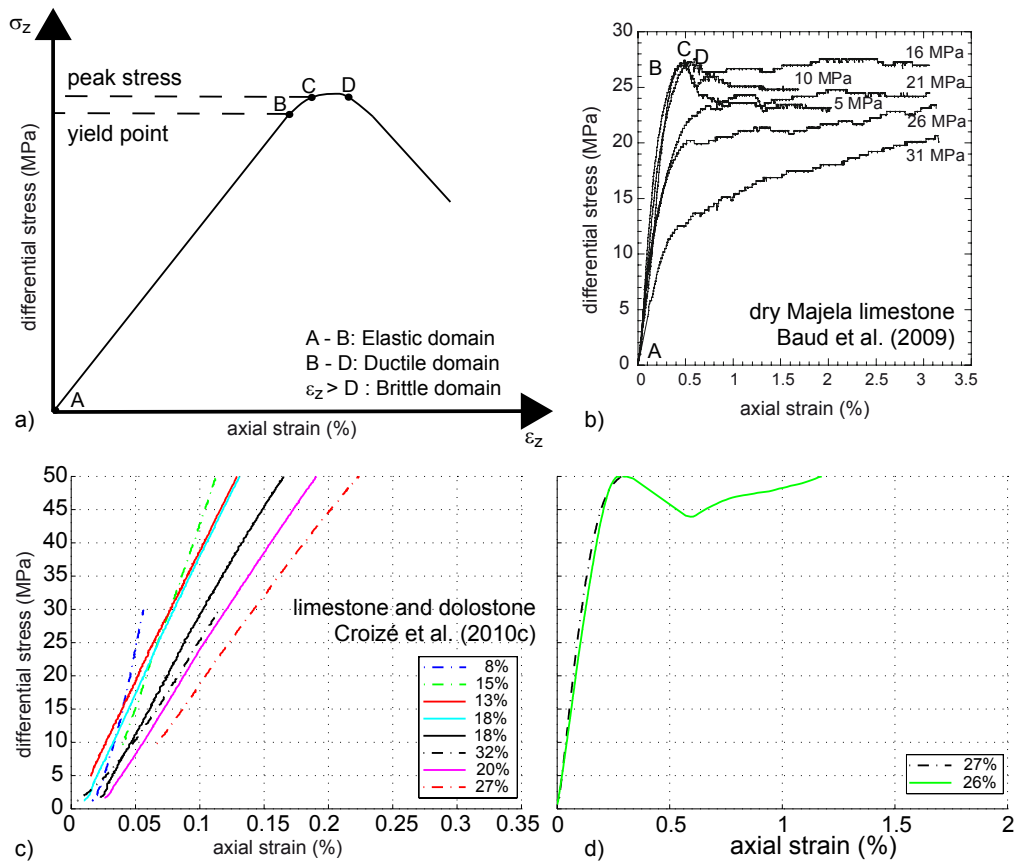 σz
differential stress (MPa)
peak stress
yield point
A
B
C
D
A - B: Elastic domain
B - D: Ductile domain
εz > D : Brittle domain
axial strain (%)
εz
a)
30
25
20
15
10
5
0
differential stress (MPa)
B
C
D
A
16 MPa
10 MPa
21 MPa
5 MPa
26 MPa
31 MPa
dry Majela limestone
Baud et al. (2009)
0 0.5 1 1.5 2 2.5 3 3.5
axial strain (%)
b)
50
45
40
35
30
25
20
15
10
5
0
differential stress (MPa)
limestone and dolostone
Croizé et al. (2010c)
8%
15%
13%
18%
18%
32%
20%
27%
0 0.05 0.1 0.15 0.2 0.25 0.3 0.35
axial strain (%)
c)
27%
26%
0 0.5 1 1.5 2
axial strain (%)
d)